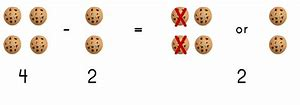 - = or
4 2 2